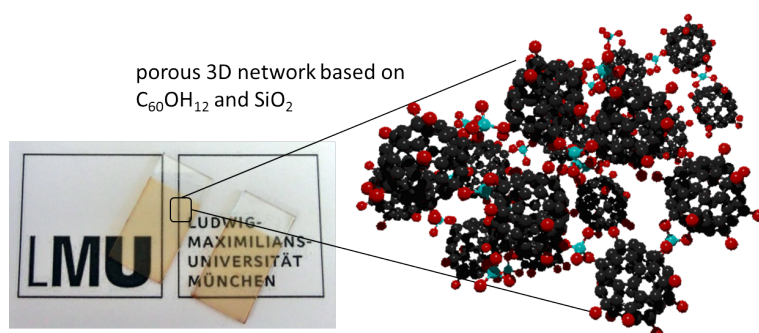 porous 3D network based on
C₆₀OH₁₂ and SiO₂
LMU
LUDWIG-
MAXIMILIANS-
UNIVERSITÄT
MÜNCHEN